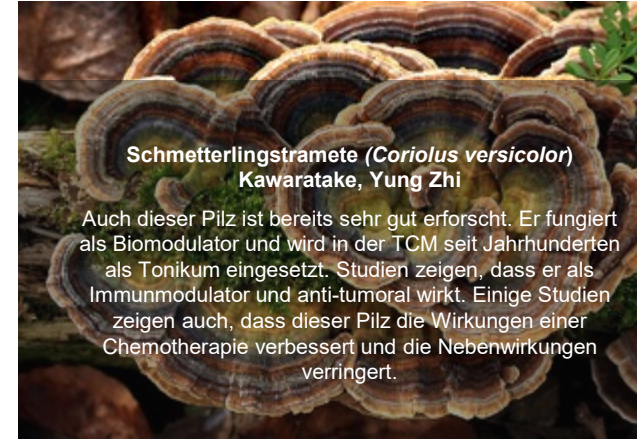 Schmetterlingstramete (Coriolus versicolor)
Kawaratake, Yung Zhi
Auch dieser Pilz ist bereits sehr gut erforscht. Er fungiert
als Biomodulator und wird in der TCM seit Jahrhunderten
als Tonikum eingesetzt. Studien zeigen, dass er als
Immunmodulator und anti-tumoral wirkt. Einige Studien
zeigen auch, dass dieser Pilz die Wirkungen einer
Chemotherapie verbessert und die Nebenwirkungen
verringert.